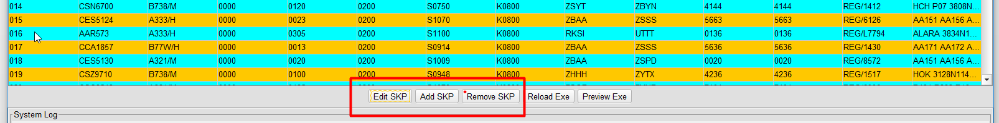 014 CSN6700 B738/M 0000 0120 0200 S0750 K0800 ZSYT ZBYN 4144 4144 REG/1412 HCH P07 3808N...
015 CES5124 A333/H 0000 0023 0200 S1070 K0800 ZBAA ZSSS 5663 5663 REG/6126 AA151 AA156 A...
016 AAR573 A333/H 0000 0305 0200 S1100 K0800 RKSI UTTT 0136 0136 REG/L7794 ALARA 3834N1...
017 CCA1857 B77W/H 0000 0013 0200 S0914 K0800 ZBAA ZSSS 5636 5636 REG/1430 AA171 AA172 A...
018 CES5130 A321/M 0000 0020 0200 S1009 K0800 ZBAA ZSPD 0020 0020 REG/8572 AA151 AA156 A...
019 CSZ9710 B738/M 0000 0100 0200 S0948 K0800 ZHHH ZYTX 4236 4236 REG/1517 HOK 3128N114...
Edit SKP Add SKP Remove SKP Reload Exe Preview Exe
System Log